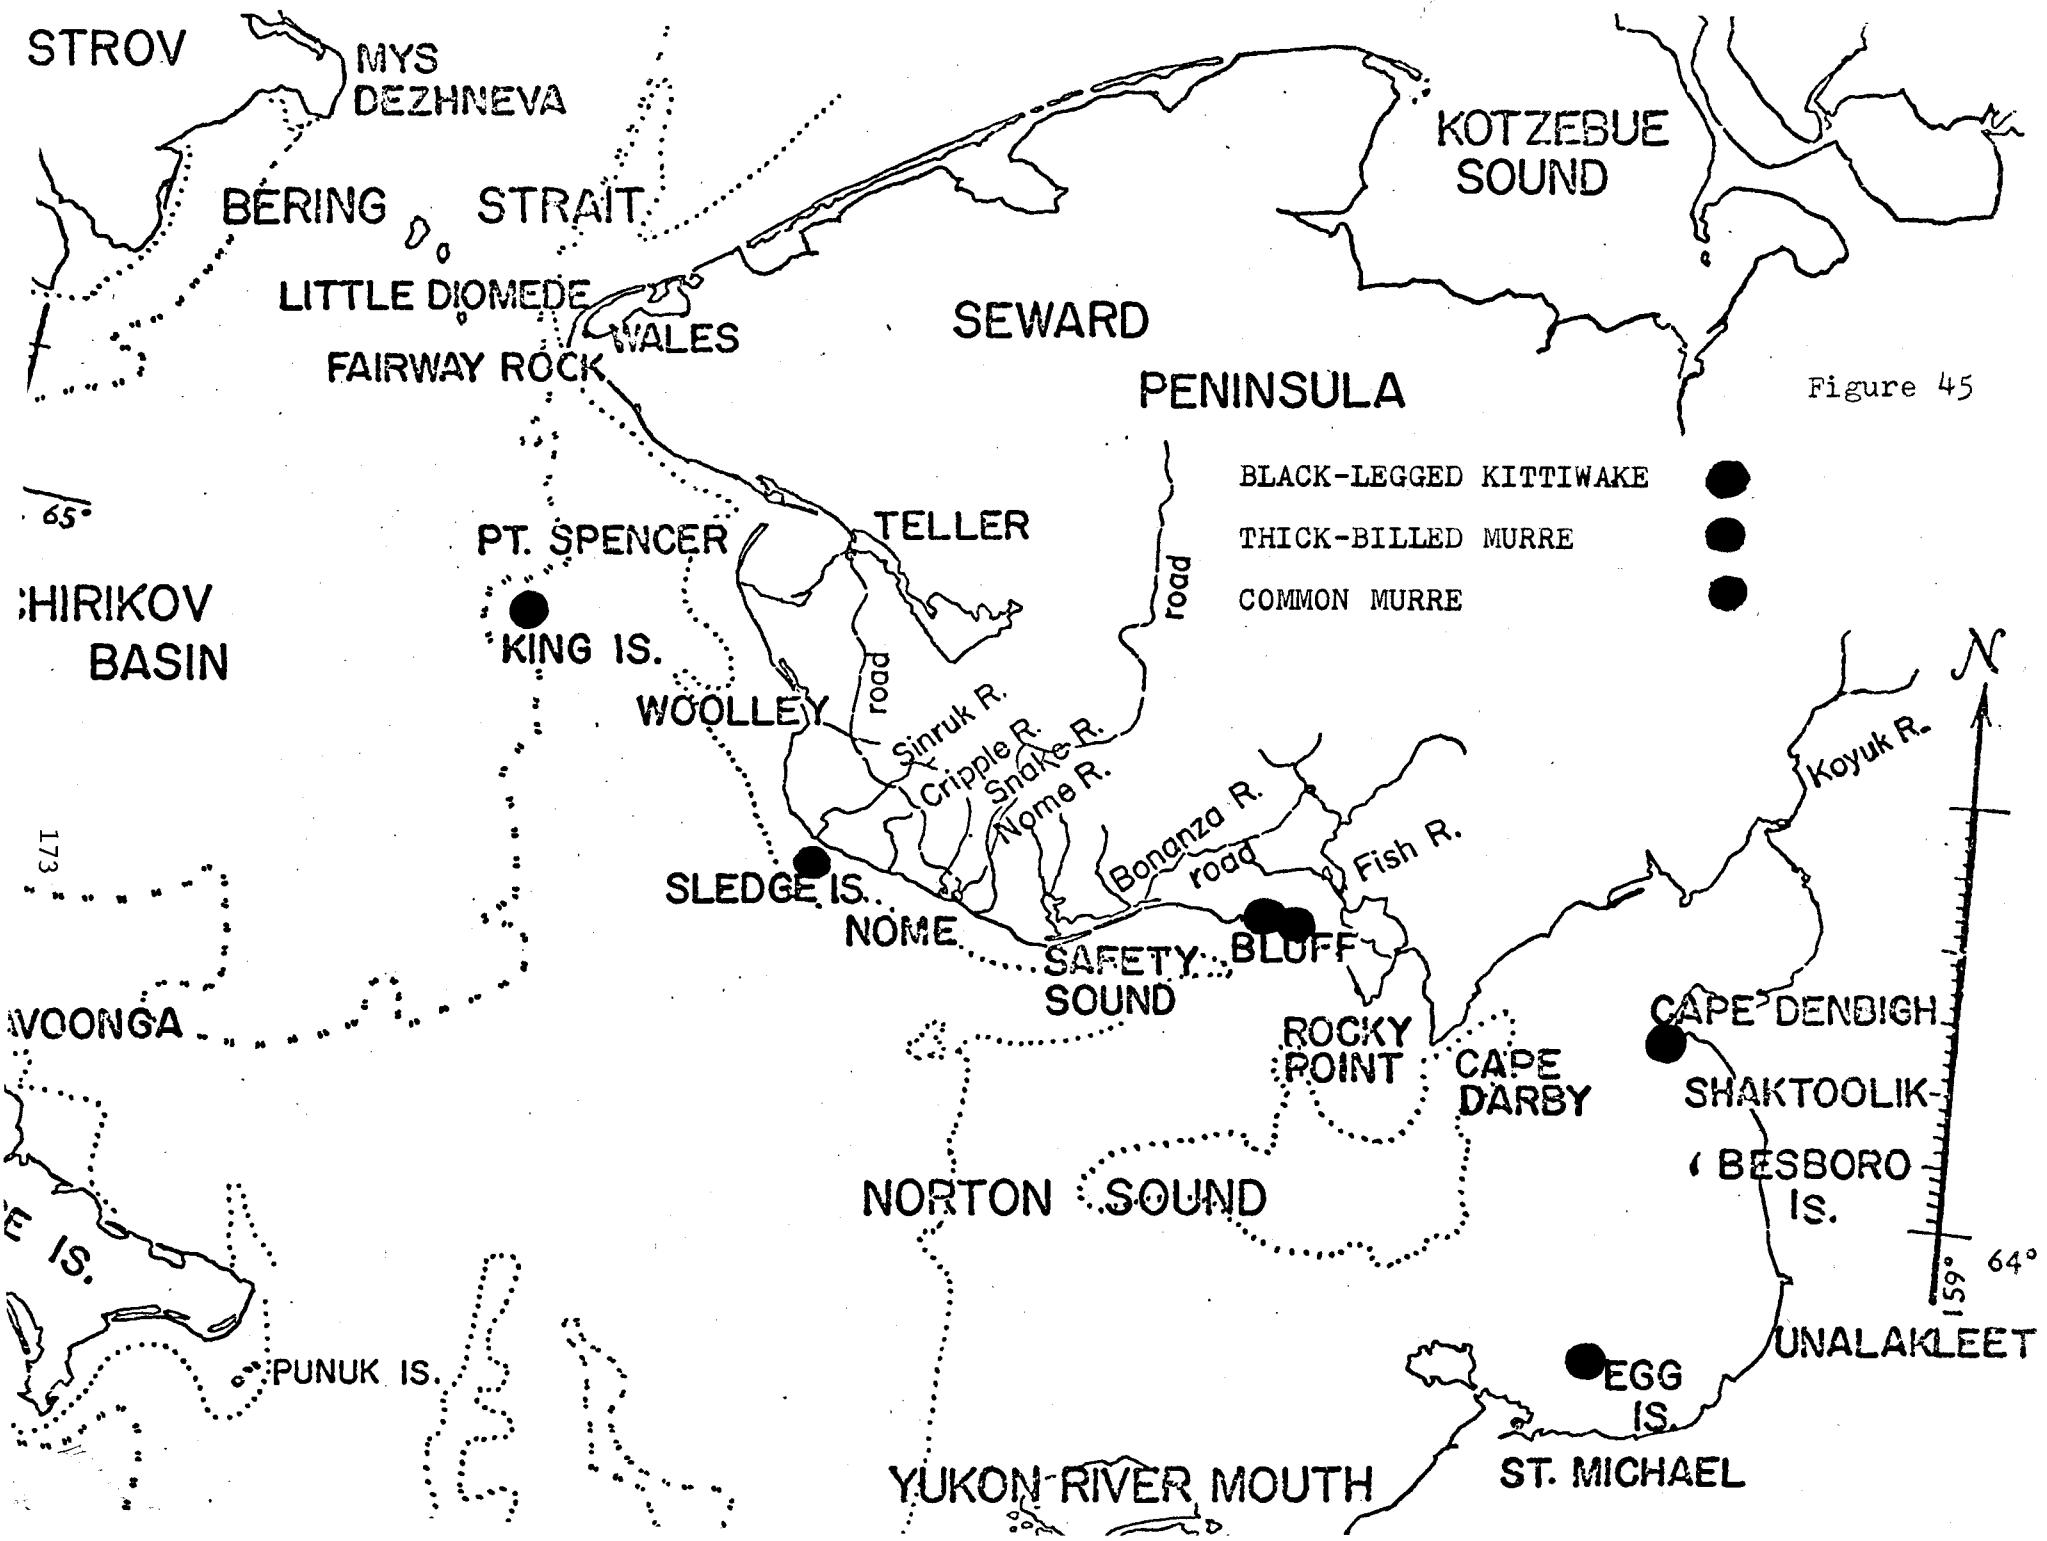 STROV
MYS
DEZHNEVA
BERING STRAIT
KOTZEBUE
SOUND
LITTLE DIOMEDE
WALES
FAIRWAY ROCK
SEWARD
PENINSULA
Figure 45
BLACK-LEGGED KITTIWAKE
THICK-BILLED MURRE
COMMON MURRE
65°
PT. SPENCER
TELLER
road
HIRIKOV
BASIN
KING IS.
N
WOOLLEY
road
Sinruk R.
Cripple R.
Snake R.
Nome R.
Bonanza R.
road
Fish R.
Koyuk R.
173
SLEDGE IS.
NOME
SAFETY
SOUND
BLUFF
VOONGA
ROCKY
POINT
CAPE
DARBY
CAPE DENBIGH
SHAKTOOLIK
BESBORO
IS.
NORTON SOUND
E IS.
64°
159°
UNALAKLEET
PUNUK IS.
EGG
IS.
ST. MICHAEL
YUKON RIVER MOUTH